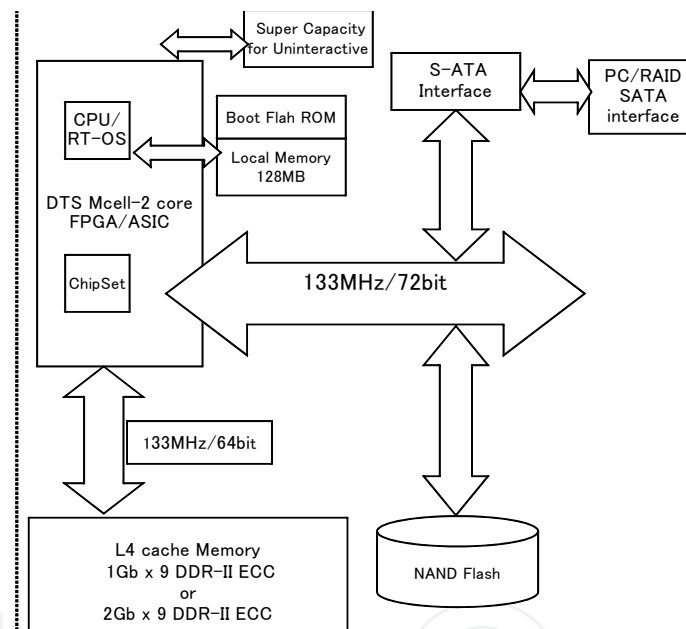 Super Capacity
for Uninteractive
S-ATA
Interface
PC/RAID
SATA
interface
CPU/
RT-OS
Boot Flah ROM
Local Memory
128MB
DTS Mcell-2 core
FPGA/ASIC
ChipSet
133MHz/72bit
133MHz/64bit
L4 cache Memory
1Gb x 9 DDR-II ECC
or
2Gb x 9 DDR-II ECC
NAND Flash